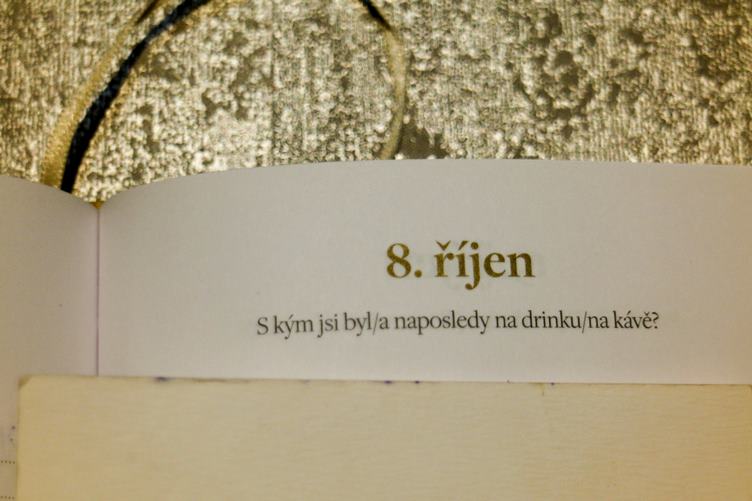 8. říjen
S kým jsi byl/a naposledy na drinku/na kávě?